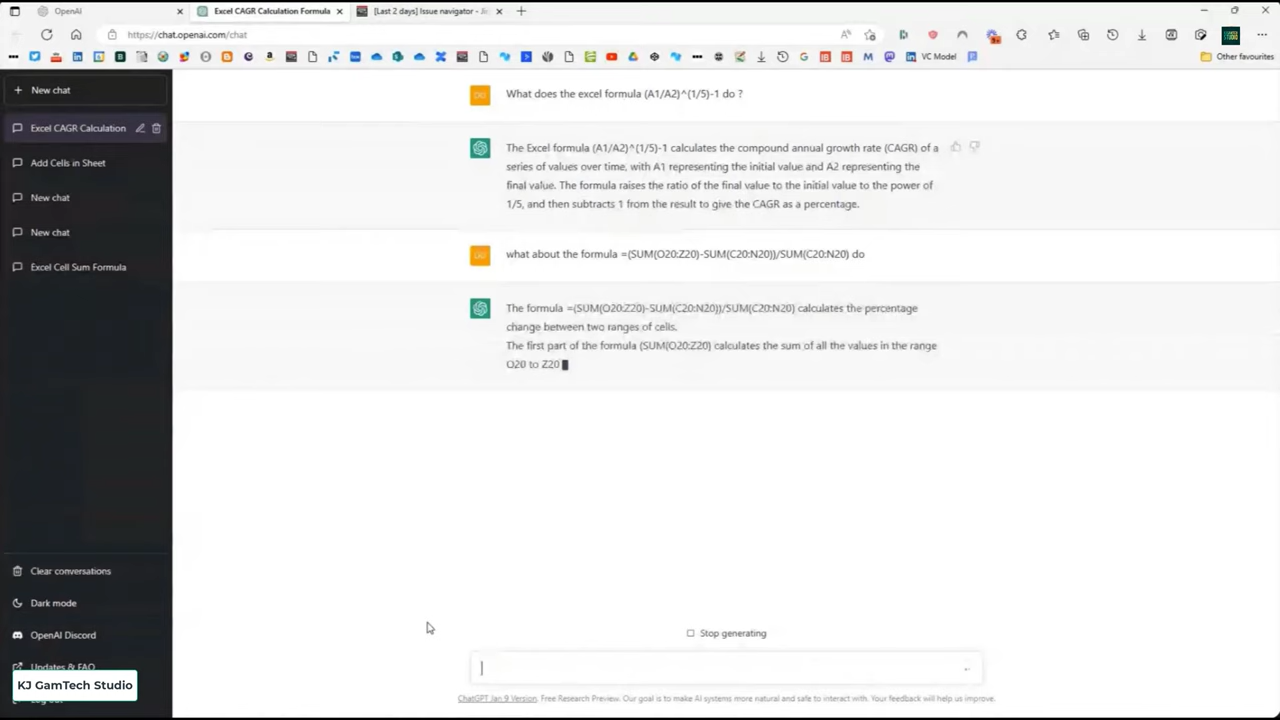 OpenAI
Excel CAGR Calculation Formula
[Last 2 days] Issue navigator - Ji
https://chat.openai.com/chat
VC Model
Other favourites
New chat
Excel CAGR Calculation
Add Cells in Sheet
New chat
New chat
Excel Cell Sum Formula
What does the excel formula (A1/A2)^(1/5)-1 do ?
The Excel formula (A1/A2)^(1/5)-1 calculates the compound annual growth rate (CAGR) of a
series of values over time, with A1 representing the initial value and A2 representing the
final value. The formula raises the ratio of the final value to the initial value to the power of
1/5, and then subtracts 1 from the result to give the CAGR as a percentage.
what about the formula =(SUM(O20:Z20)-SUM(C20:N20))/SUM(C20:N20) do
The formula =(SUM(O20:Z20)-SUM(C20:N20))/SUM(C20:N20) calculates the percentage
change between two ranges of cells.
The first part of the formula (SUM(O20:Z20) calculates the sum of all the values in the range
O20 to Z20
Clear conversations
Dark mode
OpenAI Discord
Updates & FAQ
KJ GamTech Studio
Stop generating
ChatGPT Jan 9 Version. Free Research Preview. Our goal is to make AI systems more natural and safe to interact with. Your feedback will help us improve.